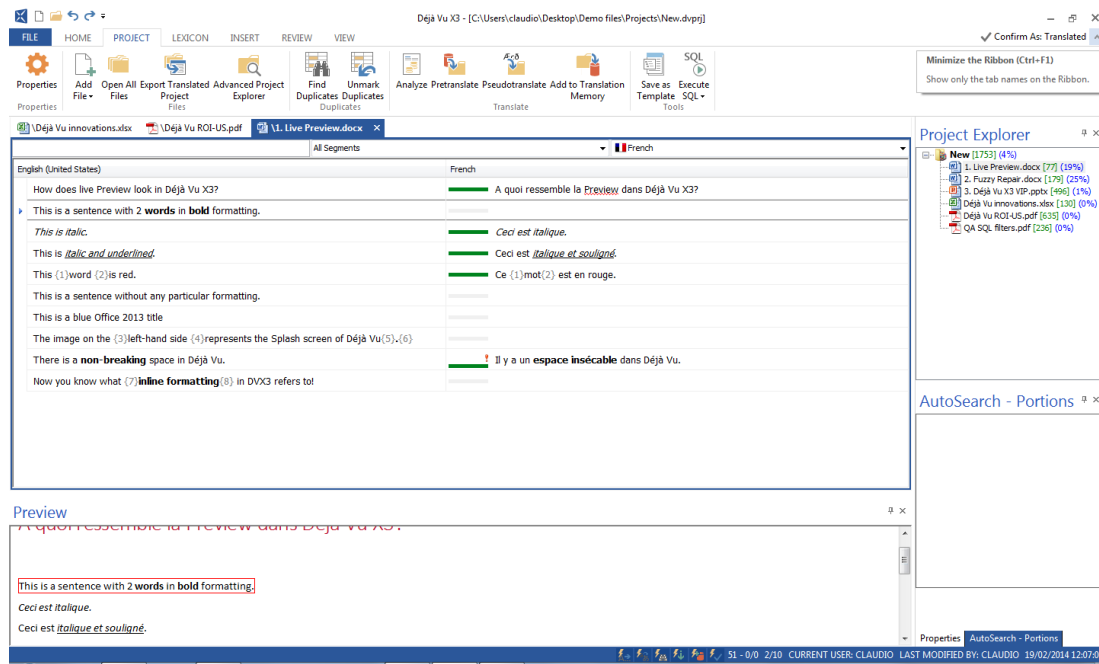 Déjà Vu X3 - [C:\Users\claudio\Desktop\Demo files\Projects\New.dvprj]
FILE HOME PROJECT LEXICON INSERT REVIEW VIEW
Confirm As: Translated
Properties
Add File
Open All Files
Export Translated Project
Advanced Project Explorer
Find Duplicates
Unmark Duplicates
Analyze
Pretranslate
Pseudotranslate
Add to Translation Memory
Save as Template
SQL
Execute SQL
Properties Files Duplicates Translate Tools
Minimize the Ribbon (Ctrl+F1)
Show only the tab names on the Ribbon.
\Déjà Vu innovations.xlsx \Déjà Vu ROI-US.pdf \1. Live Preview.docx
All Segments French
English (United States) French
How does live Preview look in Déjà Vu X3? A quoi ressemble la Preview dans Déjà Vu X3?
This is a sentence with 2 words in bold formatting.
This is italic. Ceci est italique.
This is italic and underlined. Ceci est italique et souligné.
This {1}word {2}is red. Ce {1}mot{2} est en rouge.
This is a sentence without any particular formatting.
This is a blue Office 2013 title
The image on the {3}left-hand side {4}represents the Splash screen of Déjà Vu{5}.{6}
There is a non-breaking space in Déjà Vu. ! Il y a un espace insécable dans Déjà Vu.
Now you know what {7}inline formatting{8} in DVX3 refers to!
Project Explorer
New [1753] (4%)
1. Live Preview.docx [77] (19%)
2. Fuzzy Repair.docx [179] (25%)
3. Déjà Vu X3 VIP.pptx [496] (1%)
Déjà Vu innovations.xlsx [130] (0%)
Déjà Vu ROI-US.pdf [635] (0%)
QA SQL filters.pdf [236] (0%)
AutoSearch - Portions
Preview
A quoi ressemble la Preview dans Déjà Vu X3?
This is a sentence with 2 words in bold formatting.
Ceci est italique.
Ceci est italique et souligné.
Properties AutoSearch - Portions
51 - 0/0 2/10 CURRENT USER: CLAUDIO LAST MODIFIED BY: CLAUDIO 19/02/2014 12:07:0